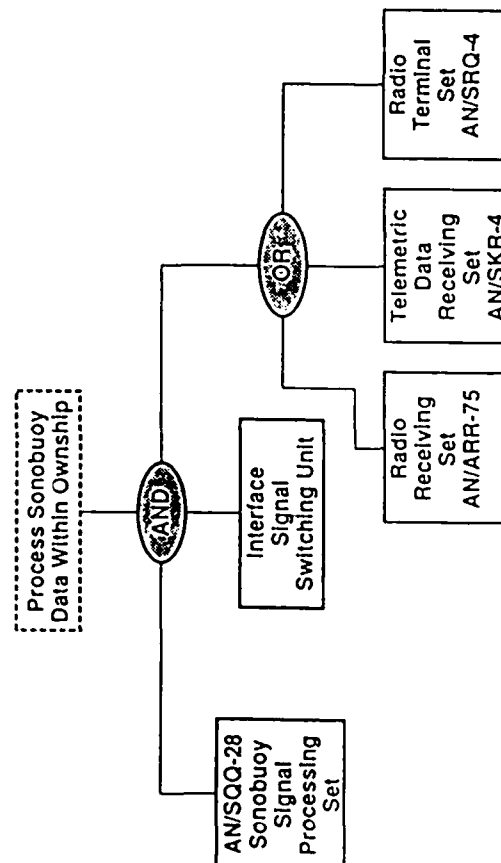 Process Sonobuoy
Data Within Ownship
AND
AN/SQQ-28
Sonobuoy
Signal
Processing
Set
Interface
Signal
Switching Unit
OR
Radio
Receiving
Set
AN/ARR-75
Telemetric
Data
Receiving
Set
AN/SKR-4
Radio
Terminal
Set
AN/SRQ-4